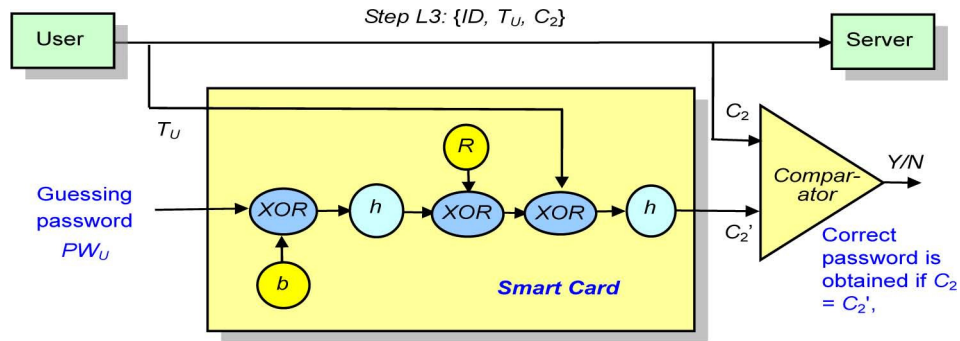 Step L3: {ID, T_U, C_2}
User
Server
T_U
C_2
R
Y/N
Compar-
ator
Guessing
password
PW_U
XOR
h
XOR
XOR
h
C_2'
b
Smart Card
Correct
password is
obtained if C_2
= C_2',